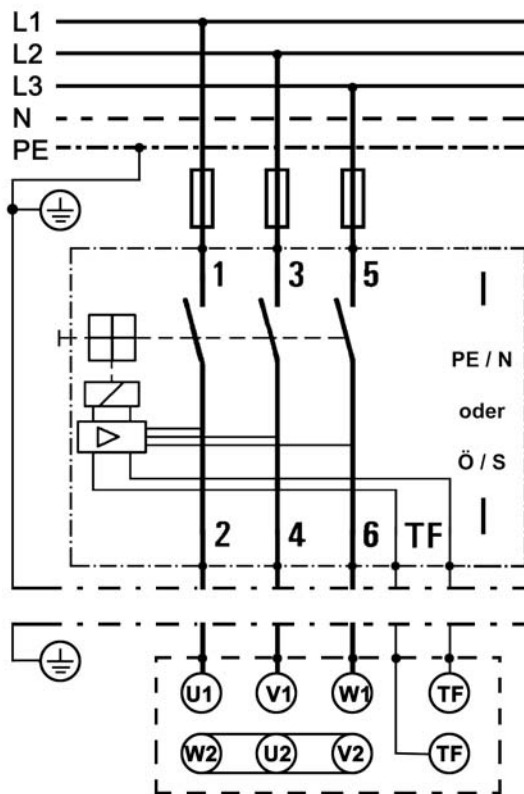 L1
L2
L3
N
PE
1 3 5
PE / N
oder
Ö / S
2 4 6 TF
U1 V1 W1 TF
W2 U2 V2 TF